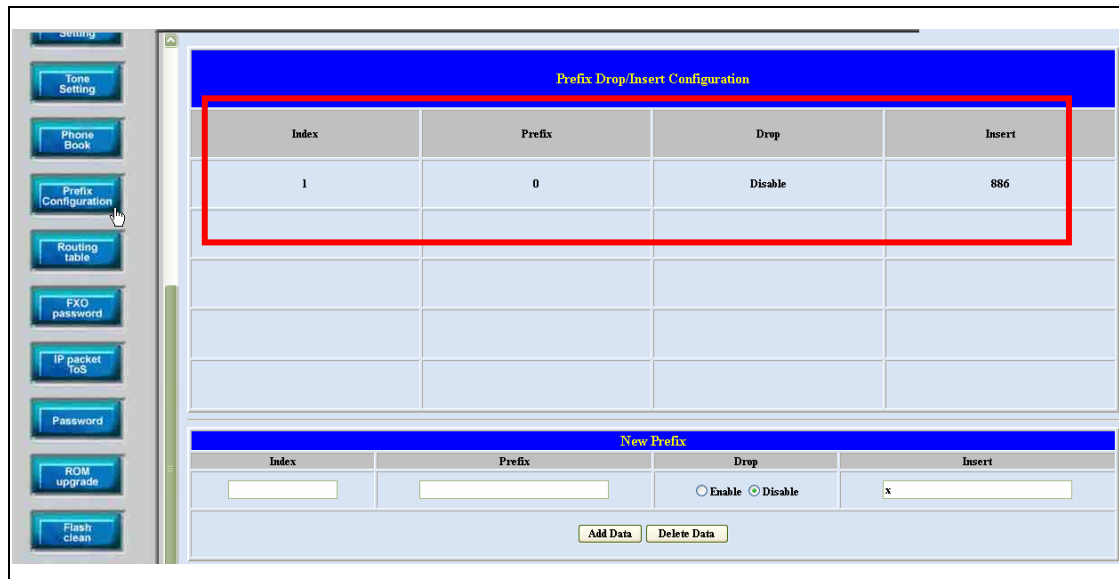 Setting
Tone
Setting
Phone
Book
Prefix
Configuration
Routing
table
FXO
password
IP packet
ToS
Password
ROM
upgrade
Flash
clean
Prefix Drop/Insert Configuration
Index Prefix Drop Insert
1 0 Disable 886
New Prefix
Index Prefix Drop Insert
Enable Disable x
Add Data Delete Data